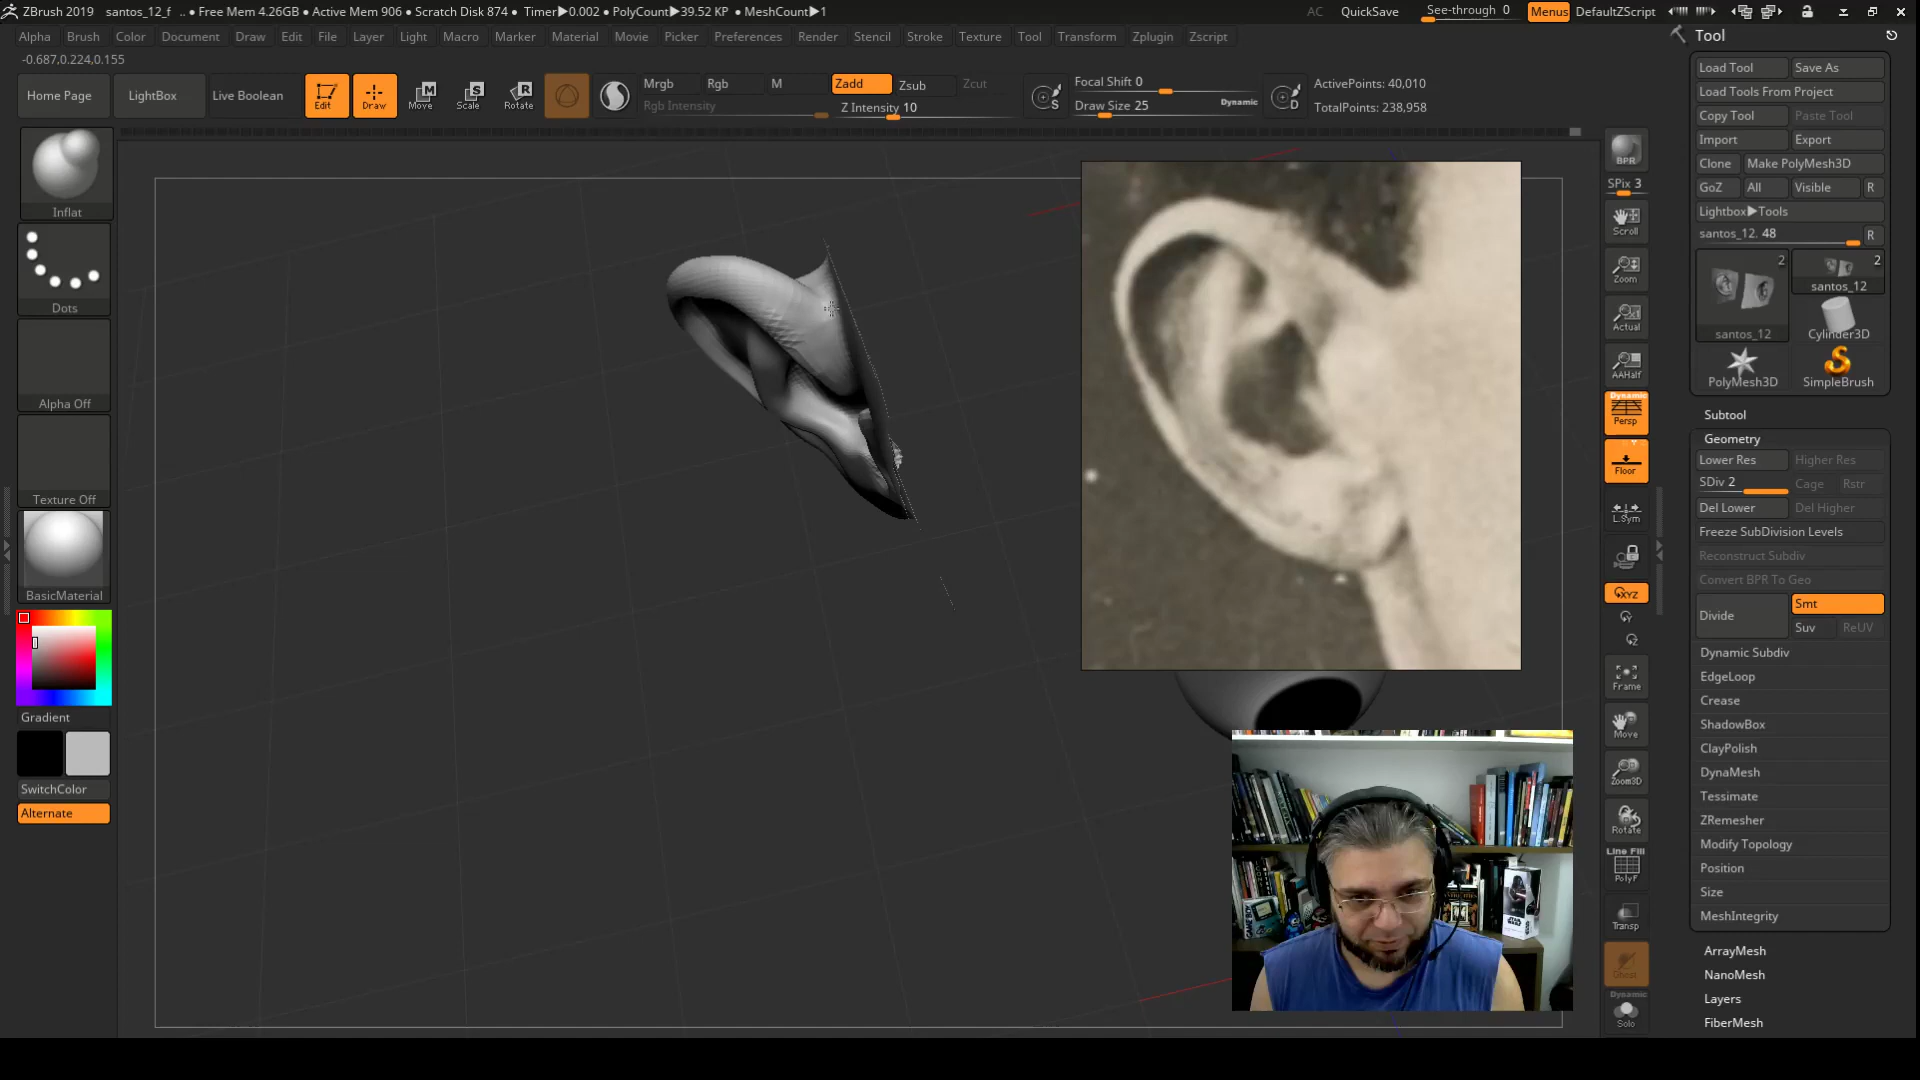 ZBrush 2019 santos_12_f .. ● Free Mem 4.26GB ● Active Mem 906 ● Scratch Disk 874 ● Timer▶0.002 ● PolyCount▶39.52 KP ● MeshCount▶1 AC QuickSave See-through 0 Menus DefaultZScript
Alpha Brush Color Document Draw Edit File Layer Light Macro Marker Material Movie Picker Preferences Render Stencil Stroke Texture Tool Transform Zplugin Zscript
-0.687,0.224,0.155
Home Page LightBox Live Boolean Edit Draw Move Scale Rotate
Mrgb Rgb M Zadd Zsub Zcut
Rgb Intensity Z Intensity 10
Focal Shift 0
Draw Size 25 Dynamic
ActivePoints: 40,010
TotalPoints: 238,958
Inflat
Dots
Alpha Off
Texture Off
BasicMaterial
Gradient
SwitchColor
Alternate
BPR
SPix 3
Scroll
Zoom
Actual
AAHalf
Dynamic
Persp
Floor
L.Sym
XYZ
Frame
Move
Zoom3D
Rotate
Line Fill
PolyF
Transp
Ghost
Dynamic
Solo
Tool
Load Tool Save As
Load Tools From Project
Copy Tool Paste Tool
Import Export
Clone Make PolyMesh3D
GoZ All Visible R
Lightbox▶Tools
santos_12. 48 R
2 2
santos_12
santos_12 Cylinder3D
PolyMesh3D SimpleBrush
Subtool
Geometry
Lower Res Higher Res
SDiv 2 Cage Rstr
Del Lower Del Higher
Freeze SubDivision Levels
Reconstruct Subdiv
Convert BPR To Geo
Divide Smt
Suv ReUV
Dynamic Subdiv
EdgeLoop
Crease
ShadowBox
ClayPolish
DynaMesh
Tessimate
ZRemesher
Modify Topology
Position
Size
MeshIntegrity
ArrayMesh
NanoMesh
Layers
FiberMesh
STAR WARS